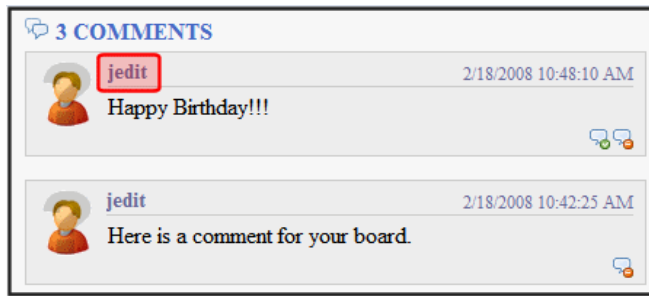 3 COMMENTS
jedit 2/18/2008 10:48:10 AM
Happy Birthday!!!
jedit 2/18/2008 10:42:25 AM
Here is a comment for your board.